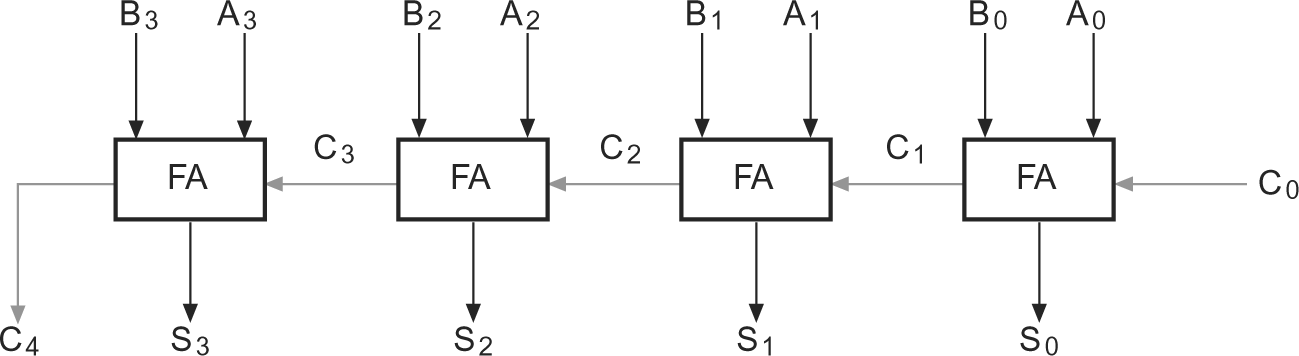 B3 A3 B2 A2 B1 A1 B0 A0
C3 C2 C1
FA FA FA FA C0
C4 S3 S2 S1 S0